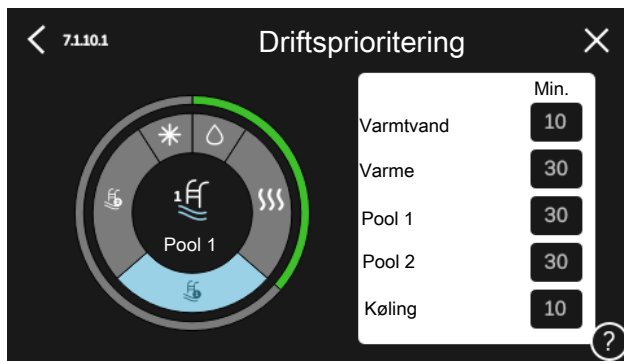 7.1.10.1
Driftsprioritering
Min.
Varmtvand 10
Varme 30
Pool 1 30
Pool 2 30
Køling 10
1
Pool 1
?